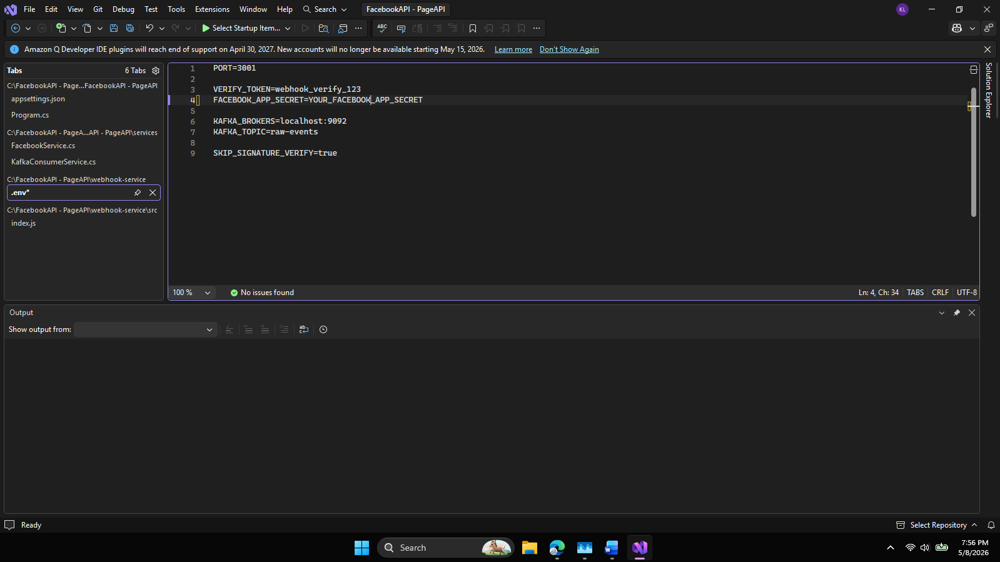 File Edit View Git Debug Test Tools Extensions Window Help Search FacebookAPI - PageAPI KL
Select Startup Item...
Amazon Q Developer IDE plugins will reach end of support on April 30, 2027. New accounts will no longer be available starting May 15, 2026. Learn more Don't Show Again
Tabs 6 Tabs
C:\FacebookAPI - Page...FacebookAPI - PageAPI
appsettings.json
Program.cs
C:\FacebookAPI - PageA...API - PageAPI\services
FacebookService.cs
KafkaConsumerService.cs
C:\FacebookAPI - PageAPI\webhook-service
.env*
C:\FacebookAPI - PageAPI\webhook-service\src
index.js
1 PORT=3001
2
3 VERIFY_TOKEN=webhook_verify_123
4 FACEBOOK_APP_SECRET=YOUR_FACEBOOK_APP_SECRET
5
6 KAFKA_BROKERS=localhost:9092
7 KAFKA_TOPIC=raw-events
8
9 SKIP_SIGNATURE_VERIFY=true
Solution Explorer
100 % No issues found Ln: 4, Ch: 34 TABS CRLF UTF-8
Output
Show output from:
Ready Select Repository
Search
7:56 PM
5/8/2026